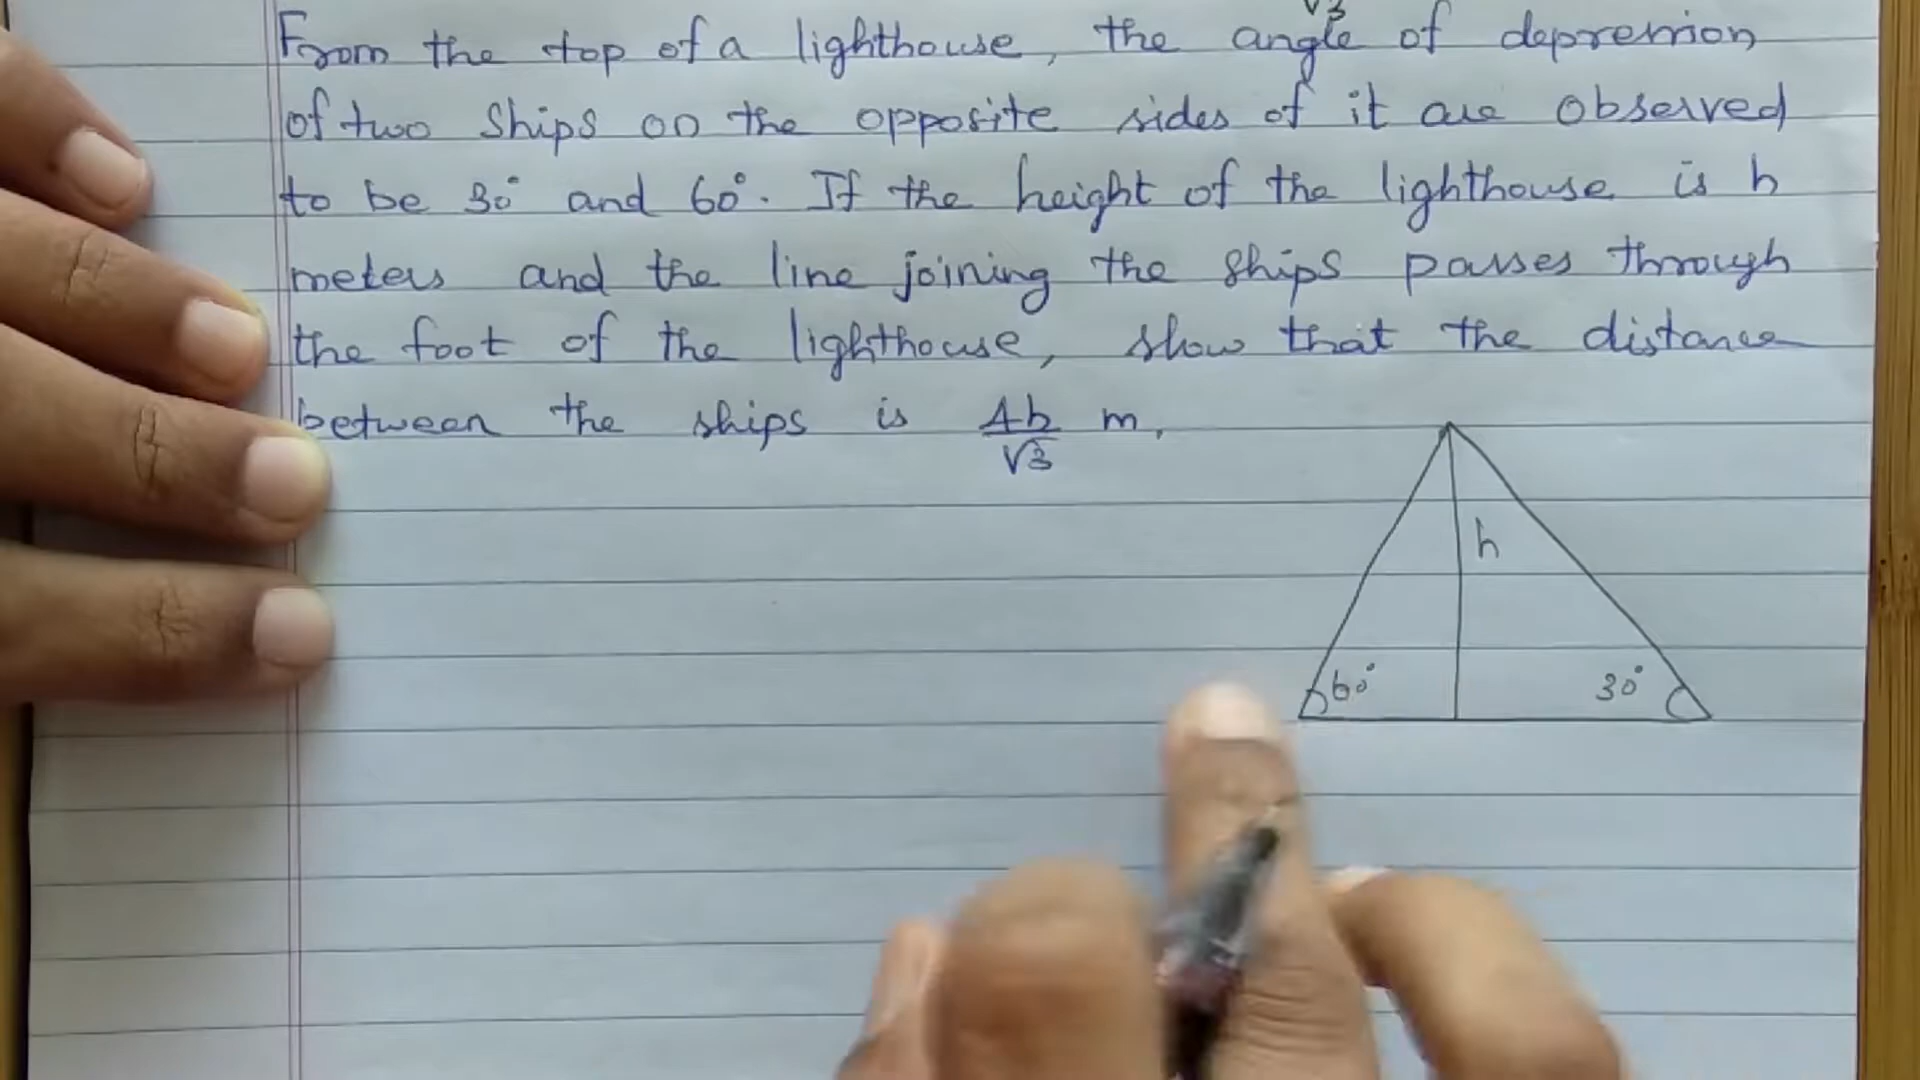 √3
From the top of a lighthouse, the angle of depression
of two ships on the opposite sides of it are observed
to be 30° and 60°. If the height of the lighthouse is h
meters and the line joining the ships passes through
the foot of the lighthouse, show that the distance
between the ships is 4h/√3 m.
h
60° 30°